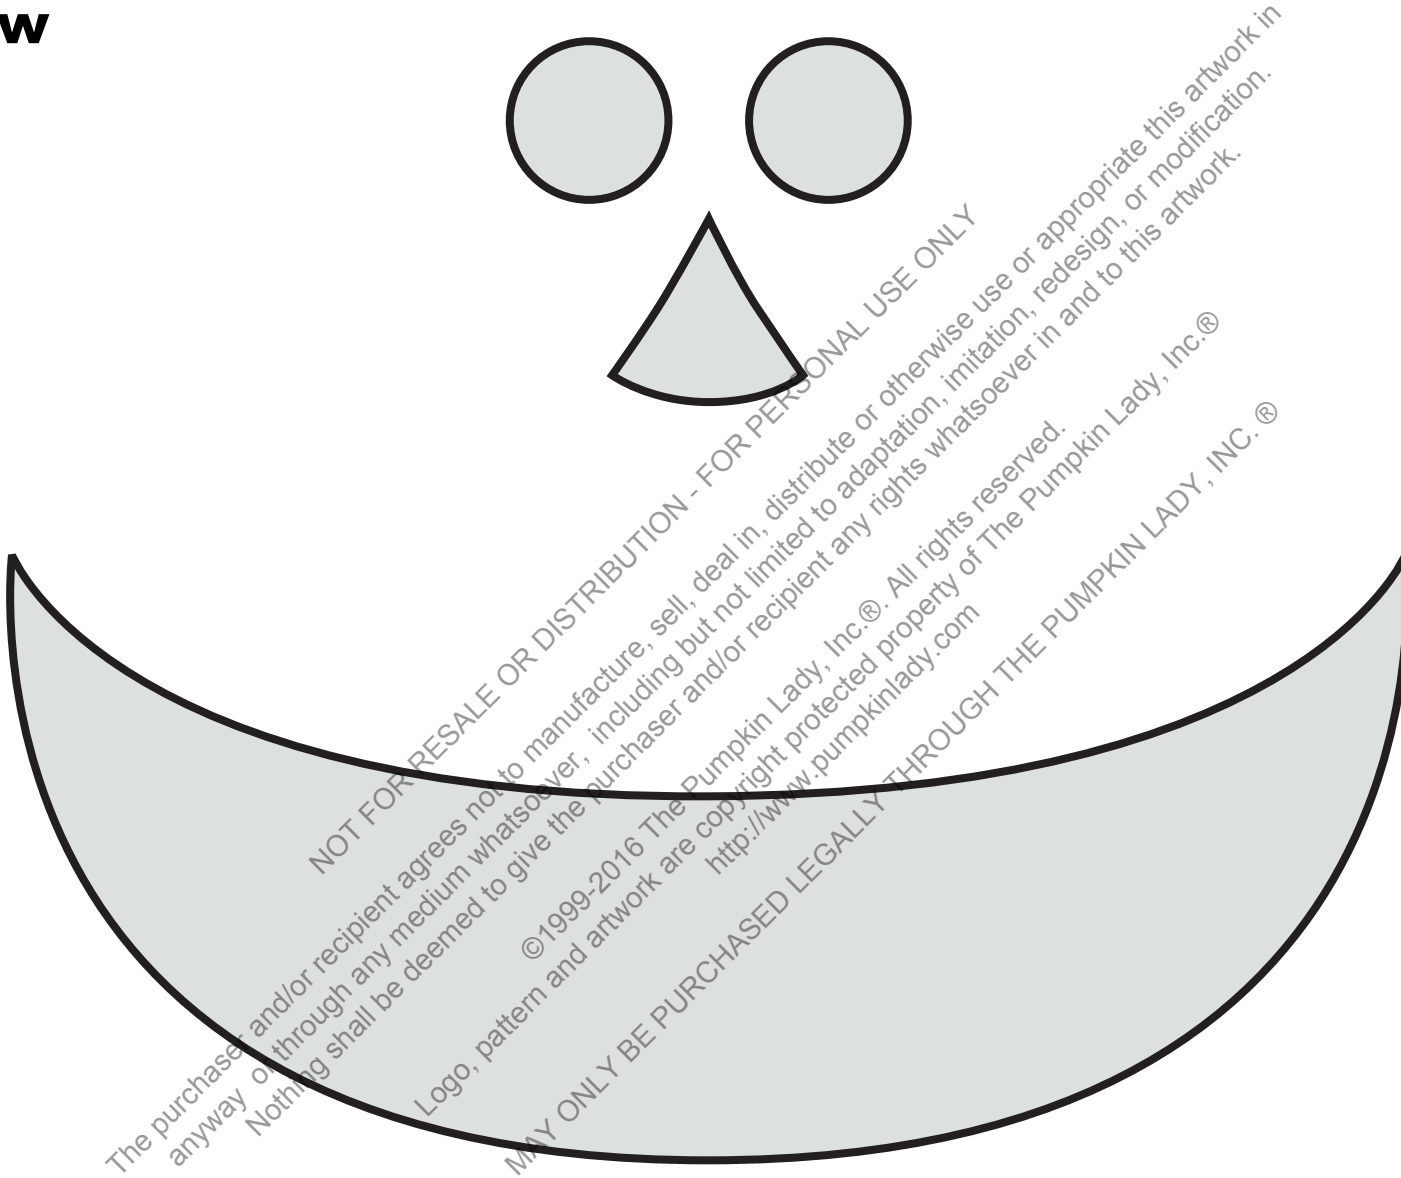 w
NOT FOR RESALE OR DISTRIBUTION - FOR PERSONAL USE ONLY
The purchaser and/or recipient agrees not to manufacture, sell, deal in, distribute or otherwise use or appropriate this artwork in
anyway or through any medium whatsoever, including but not limited to adaptation, imitation, redesign, or modification.
Nothing shall be deemed to give the purchaser and/or recipient any rights whatsoever in and to this artwork.
©1999-2016 The Pumpkin Lady, Inc.®. All rights reserved.
Logo, pattern and artwork are copyright protected property of The Pumpkin Lady, Inc.®
http://www.pumpkinlady.com
MAY ONLY BE PURCHASED LEGALLY THROUGH THE PUMPKIN LADY, INC. ®